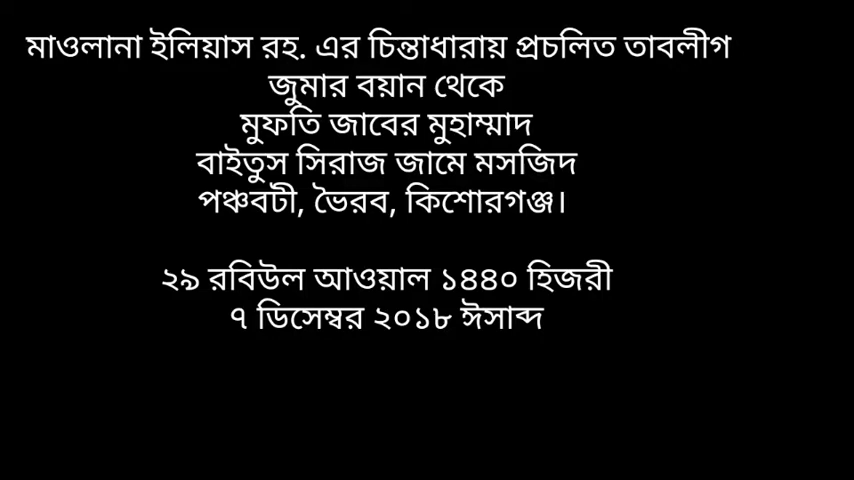 মাওলানা ইলিয়াস রহ. এর চিন্তাধারায় প্রচলিত তাবলীগ
জুমার বয়ান থেকে
মুফতি জাবের মুহাম্মাদ
বাইতুস সিরাজ জামে মসজিদ
পঞ্চবটী, ভৈরব, কিশোরগঞ্জ।
২৯ রবিউল আওয়াল ১৪৪০ হিজরী
৭ ডিসেম্বর ২০১৮ ঈসাব্দ